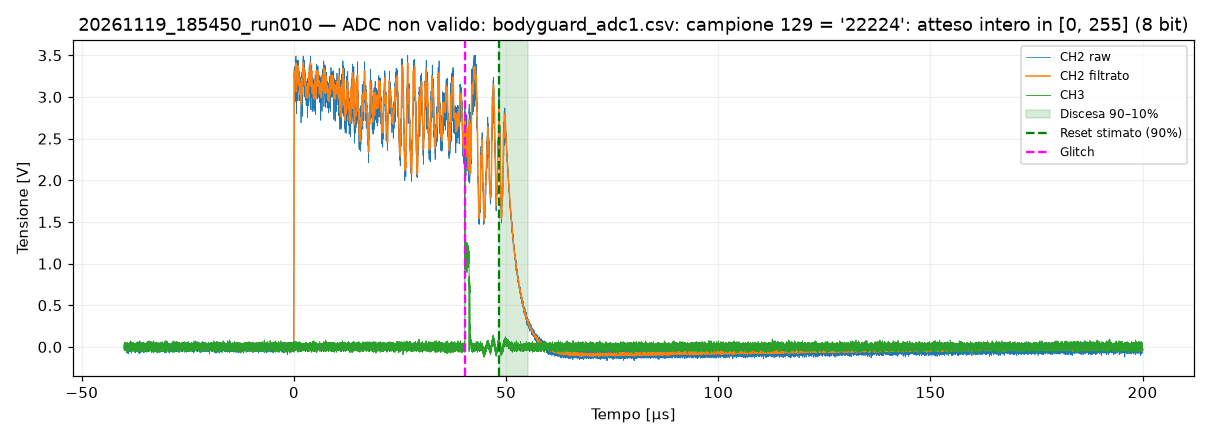 20261119_185450_run010 — ADC non valido: bodyguard_adc1.csv: campione 129 = '22224': atteso intero in [0, 255] (8 bit)
CH2 raw
CH2 filtrato
CH3
Discesa 90–10%
Reset stimato (90%)
Glitch
Tensione [V]
3.5
3.0
2.5
2.0
1.5
1.0
0.5
0.0
−50
0
50
100
150
200
Tempo [µs]